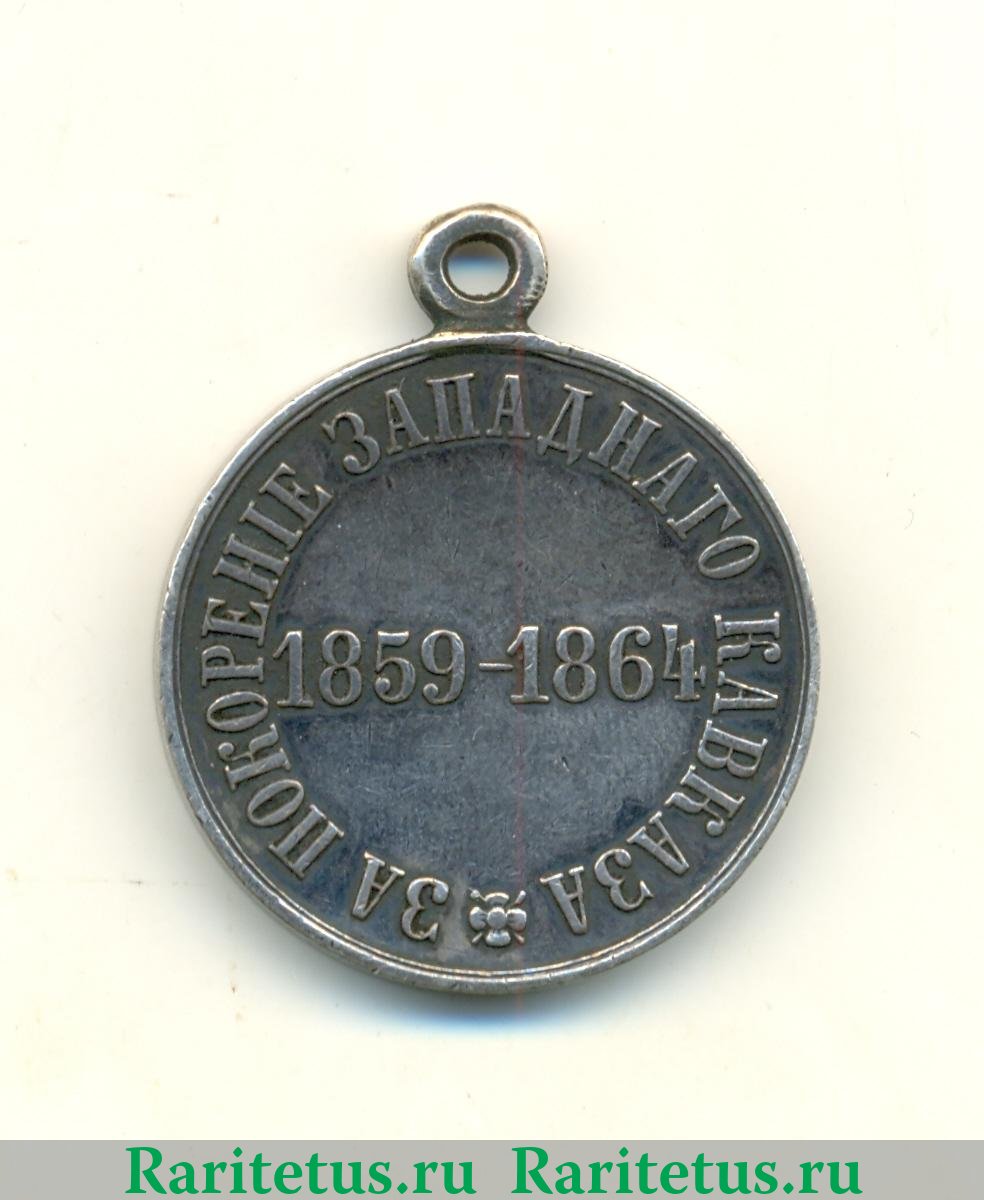 ЗА ПОКОРЕНІЕ ЗАПАДНАГО КАВКАЗА
1859-1864
Raritetus.ru Raritetus.ru